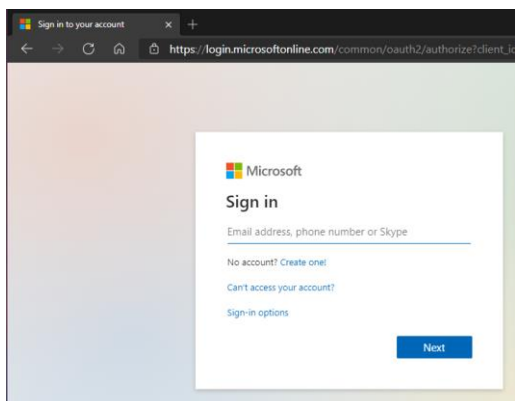 Sign in to your account
https://login.microsoftonline.com/common/oauth2/authorize?client_ic
Microsoft
Sign in
Email address, phone number or Skype
No account? Create one!
Can't access your account?
Sign-in options
Next